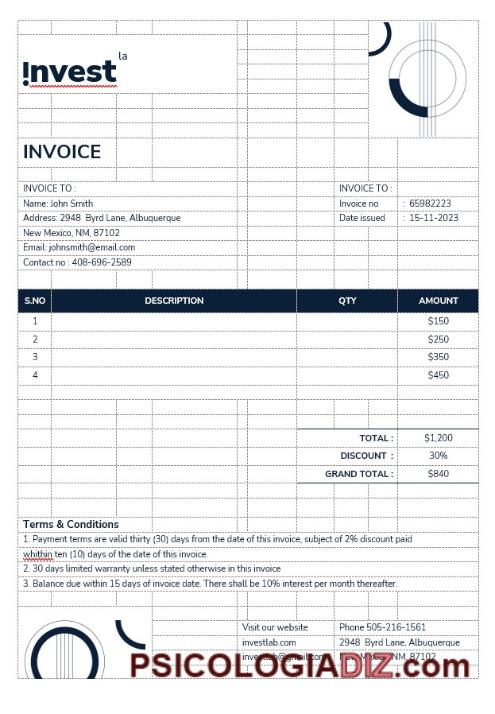 la
invest
INVOICE
INVOICE TO :
Name: John Smith
Address: 2948 Byrd Lane, Albuquerque
New Mexico, NM, 87102
Email: johnsmith@email.com
Contact no : 408-696-2589
INVOICE TO :
Invoice no : 65982223
Date issued : 15-11-2023
S.NO DESCRIPTION QTY AMOUNT
1 $150
2 $250
3 $350
4 $450
TOTAL : $1,200
DISCOUNT : 30%
GRAND TOTAL : $840
Terms & Conditions
1. Payment terms are valid thirty (30) days from the date of this invoice, subject of 2% discount paid
whithin ten (10) days of the date of this invoice.
2. 30 days limited warranty unless stated otherwise in this invoice
3. Balance due within 15 days of invoice date. There shall be 10% interest per month thereafter.
Visit our website Phone 505-216-1561
investlab.com 2948 Byrd Lane, Albuquerque
investlab@gmail.com New Mexico, NM, 87102
PSICOLOGIADIZ.com